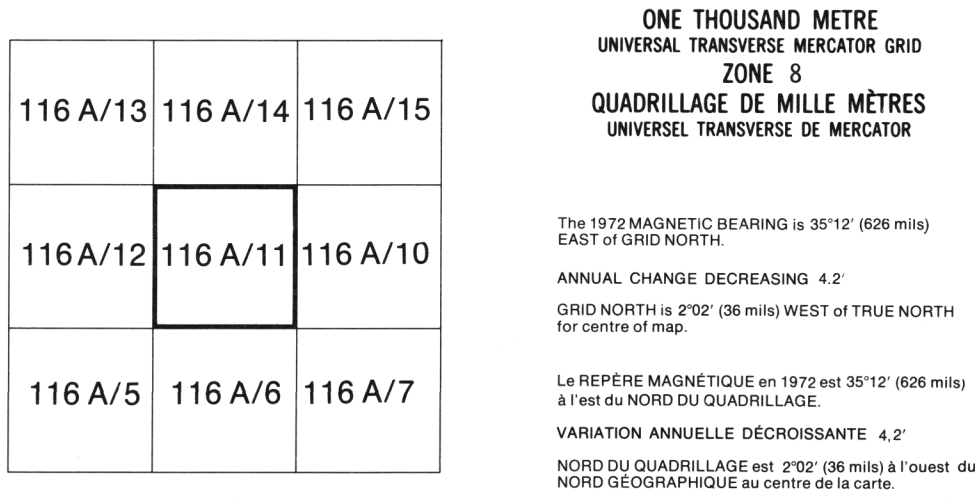 116 A/13 116 A/14 116 A/15
116 A/12 116 A/11 116 A/10
116 A/5 116 A/6 116 A/7
ONE THOUSAND METRE
UNIVERSAL TRANSVERSE MERCATOR GRID
ZONE 8
QUADRILLAGE DE MILLE MÈTRES
UNIVERSEL TRANSVERSE DE MERCATOR
The 1972 MAGNETIC BEARING is 35°12′ (626 mils)
EAST of GRID NORTH.
ANNUAL CHANGE DECREASING 4.2′
GRID NORTH is 2°02′ (36 mils) WEST of TRUE NORTH
for centre of map.
Le REPÈRE MAGNÉTIQUE en 1972 est 35°12′ (626 mils)
à l'est du NORD DU QUADRILLAGE.
VARIATION ANNUELLE DÉCROISSANTE 4,2′
NORD DU QUADRILLAGE est 2°02′ (36 mils) à l'ouest du
NORD GÉOGRAPHIQUE au centre de la carte.